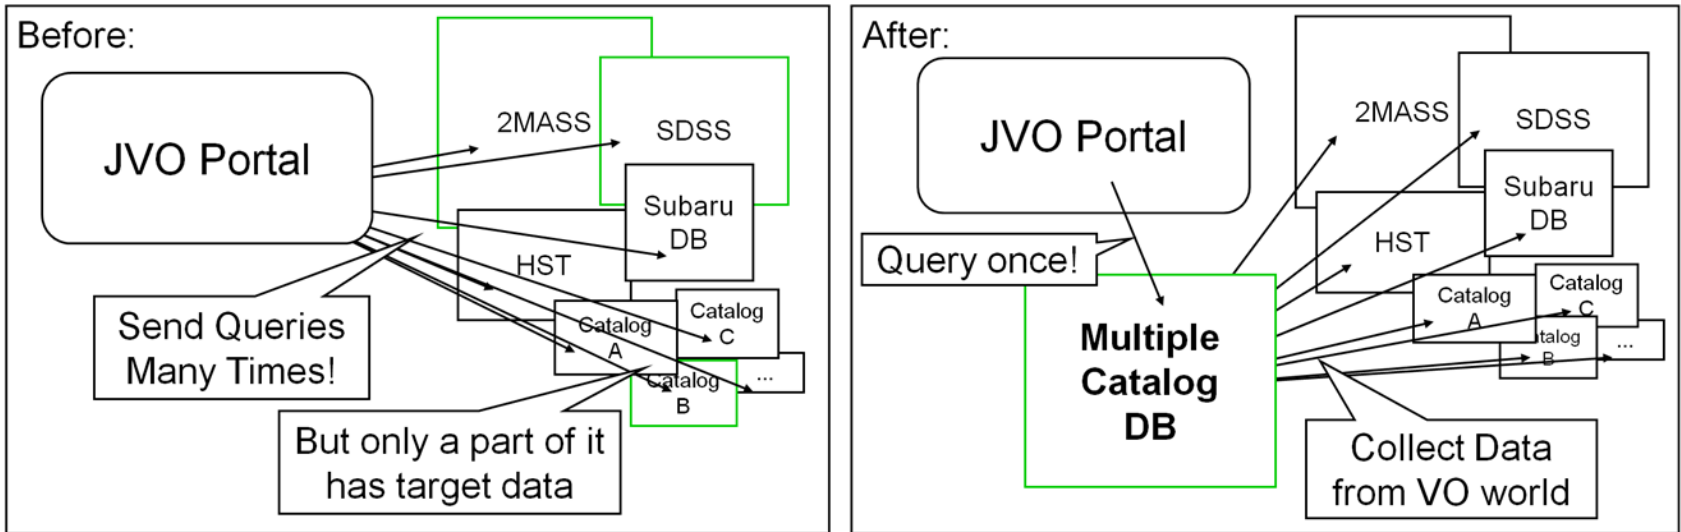 Before:
JVO Portal
2MASS
SDSS
Subaru
DB
HST
Catalog
A
Catalog
C
Catalog
B
...
Send Queries
Many Times!
But only a part of it
has target data
After:
JVO Portal
2MASS
SDSS
Subaru
DB
HST
Catalog
A
Catalog
C
atalog
B
...
Query once!
Multiple
Catalog
DB
Collect Data
from VO world